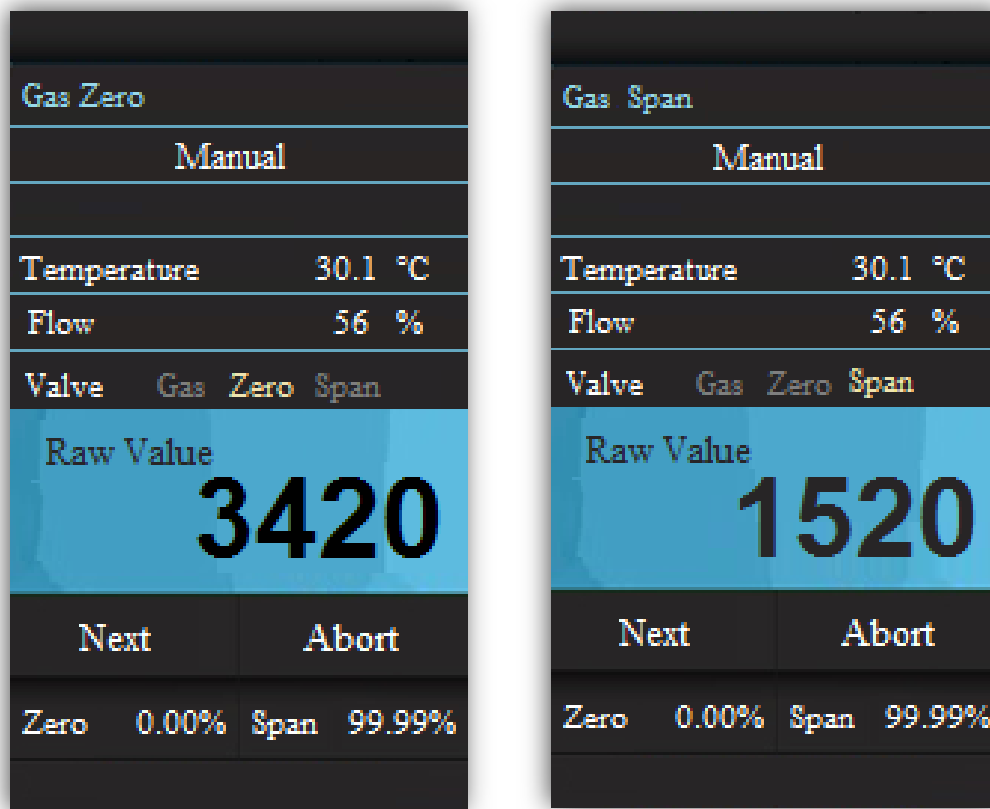 Gas Zero
Manual
Temperature 30.1 °C
Flow 56 %
Valve Gas Zero Span
Raw Value
3420
Next Abort
Zero 0.00% Span 99.99%
Gas Span
Manual
Temperature 30.1 °C
Flow 56 %
Valve Gas Zero Span
Raw Value
1520
Next Abort
Zero 0.00% Span 99.99%